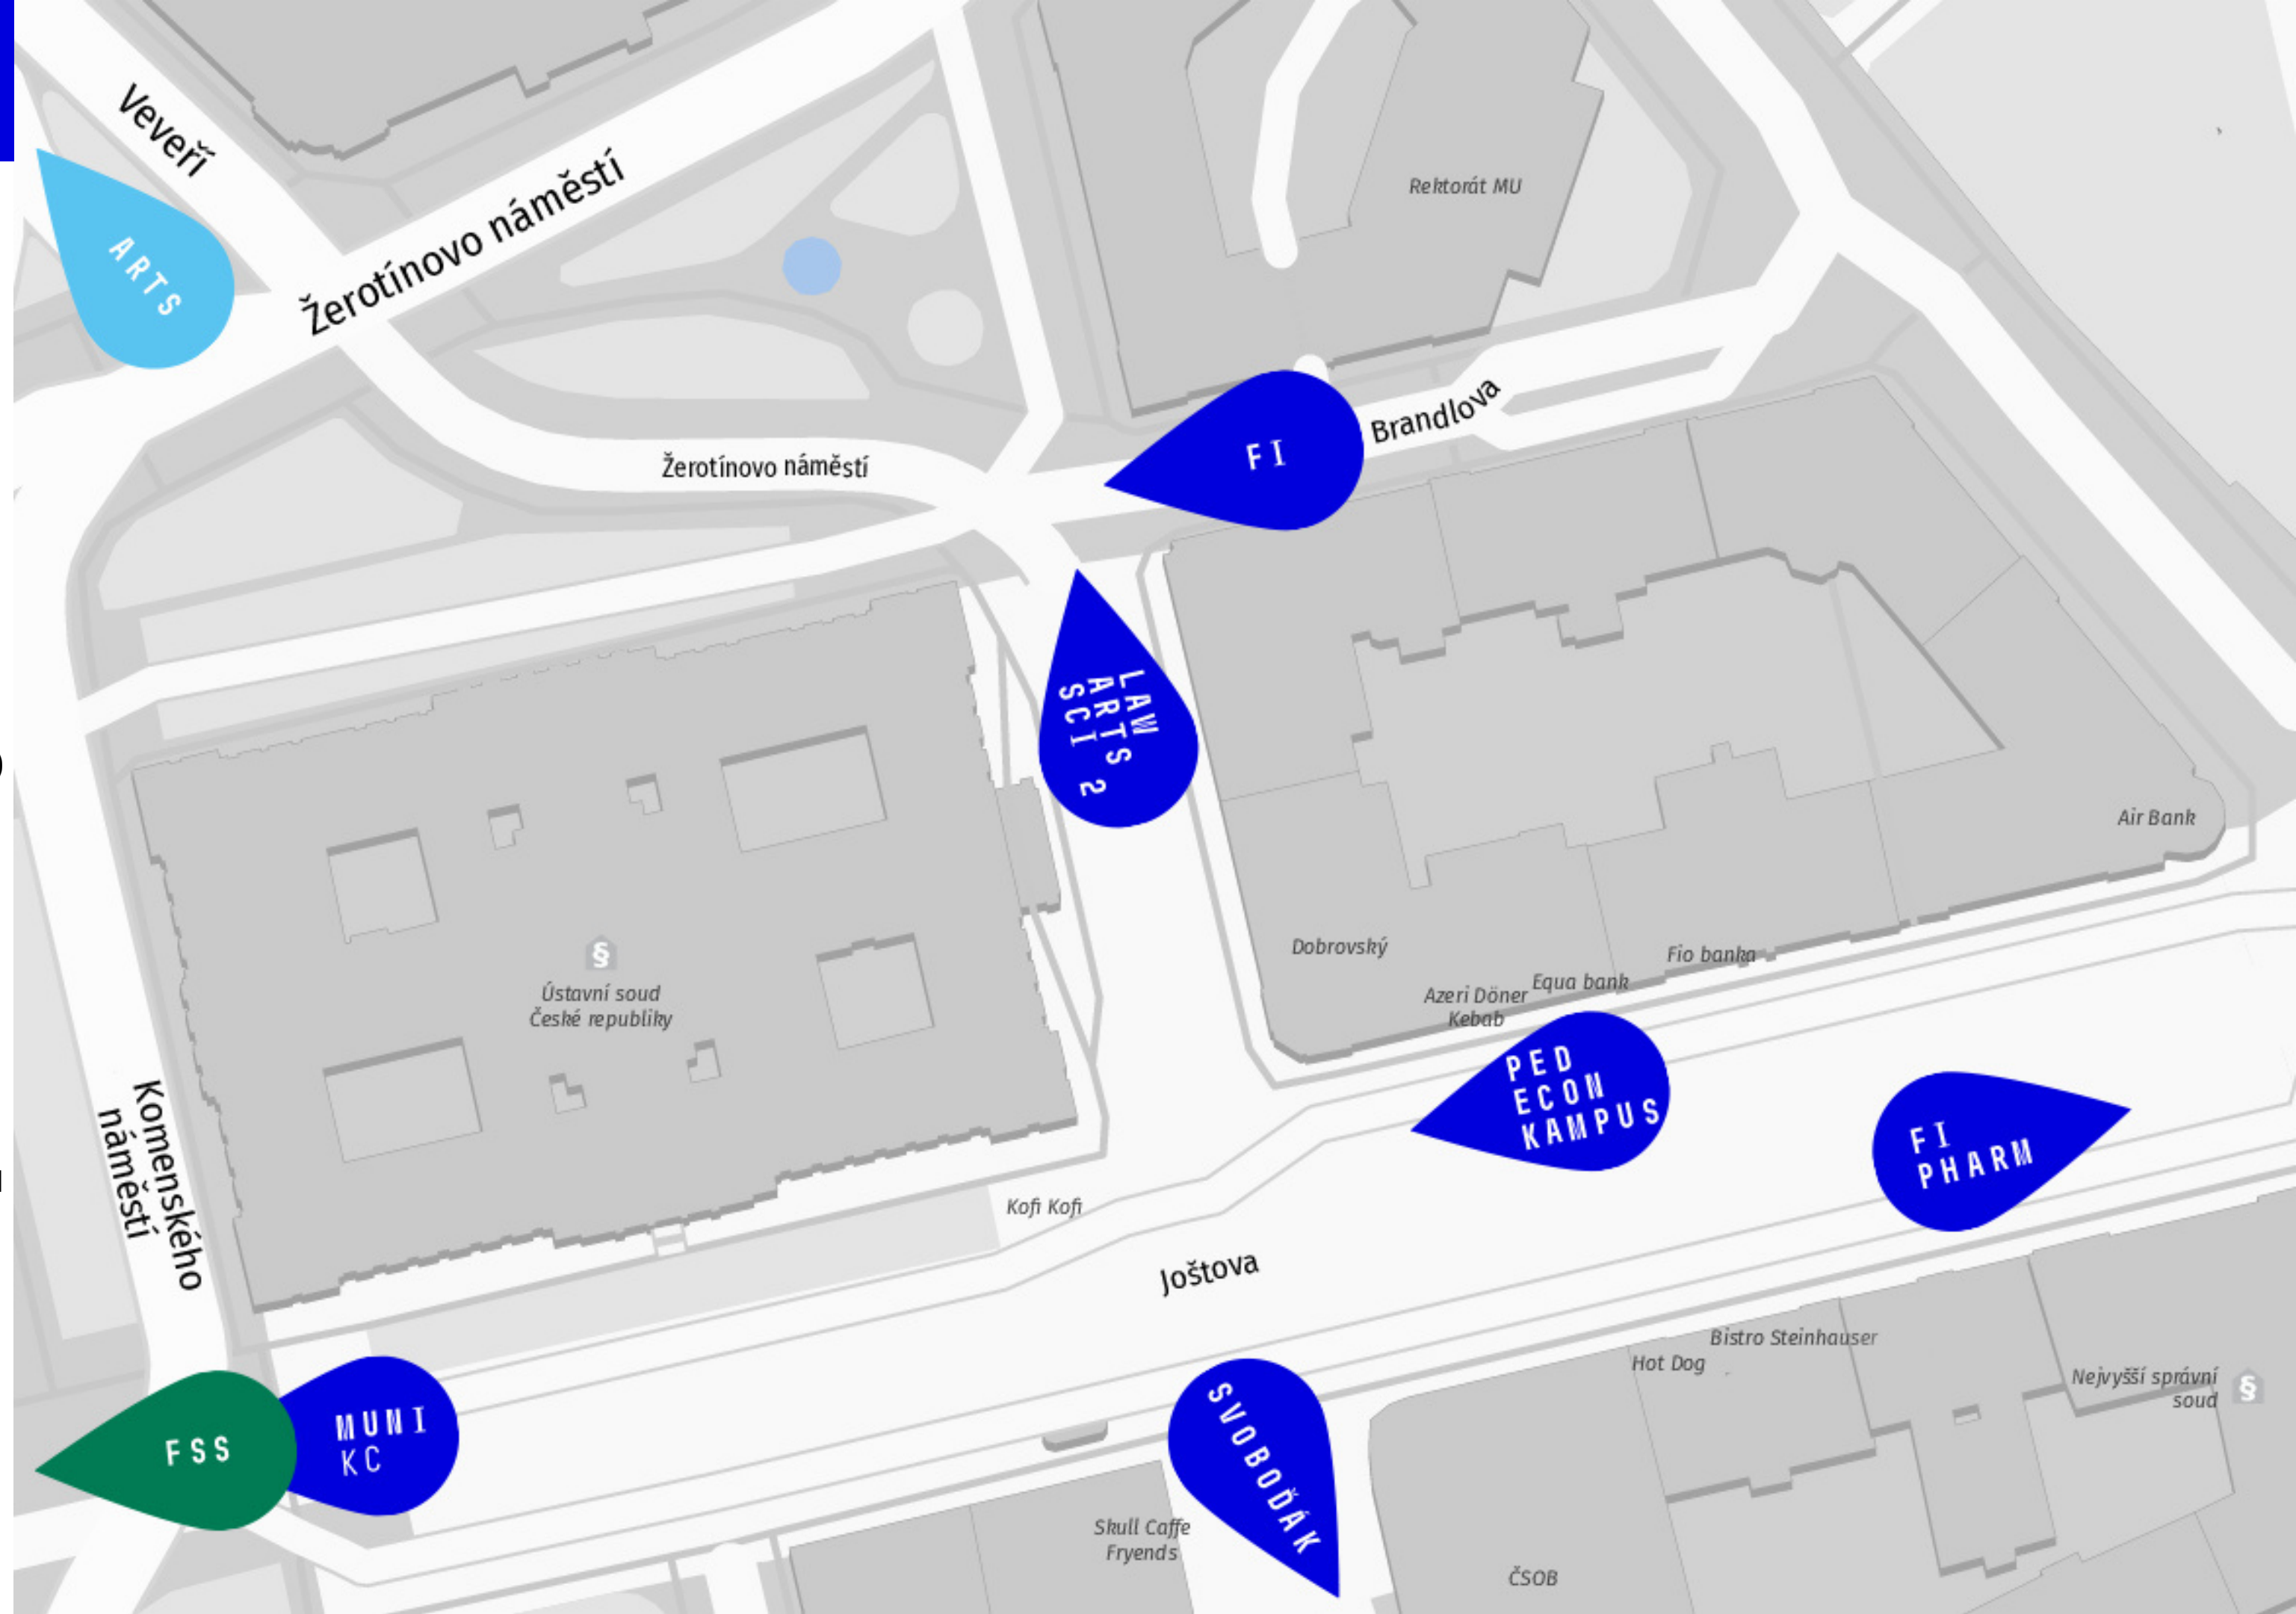 Veveří
ARTS
Žerotínovo náměstí
Rektorát MU
Žerotínovo náměstí
FI
Brandlova
LAW
ARTS
SCI 2
Air Bank
Dobrovský
Fio banka
Equa bank
Azeri Döner
Kebab
§
Ústavní soud
České republiky
PED
ECON
KAMPUS
FI
PHARM
Komenského
náměstí
Kofi Kofi
Joštova
Bistro Steinhauser
Hot Dog
Nejvyšší správní
soud
§
FSS
MUNI
KC
SVOBOĎÁK
Skull Caffe
Fryends
ČSOB